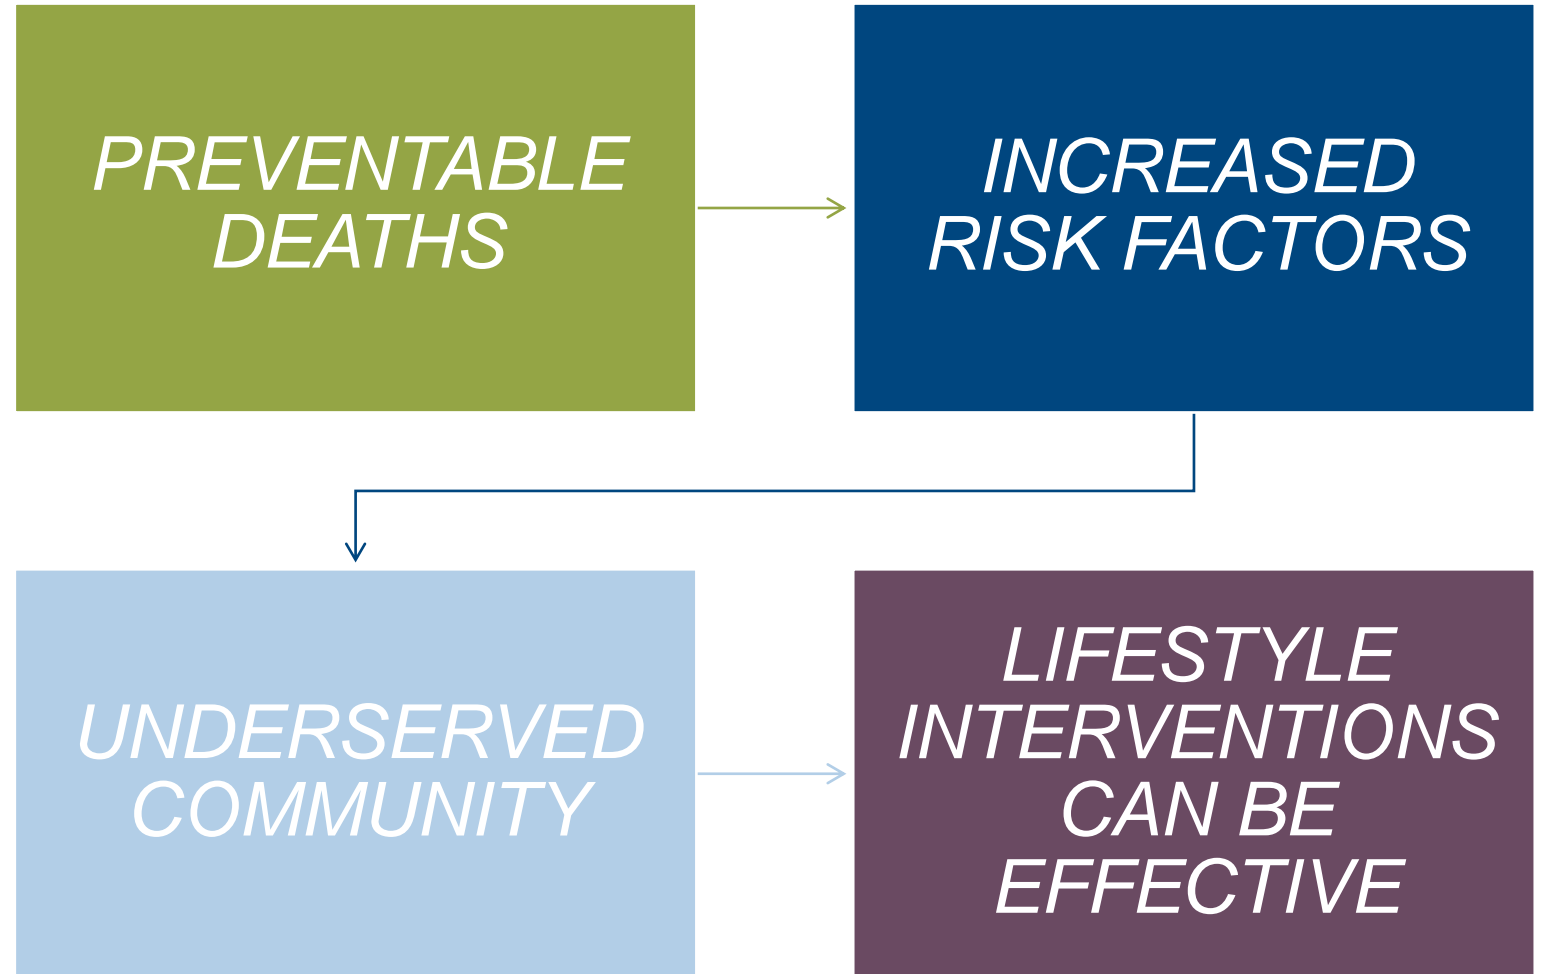 PREVENTABLE
DEATHS
INCREASED
RISK FACTORS
UNDERSERVED
COMMUNITY
LIFESTYLE
INTERVENTIONS
CAN BE
EFFECTIVE